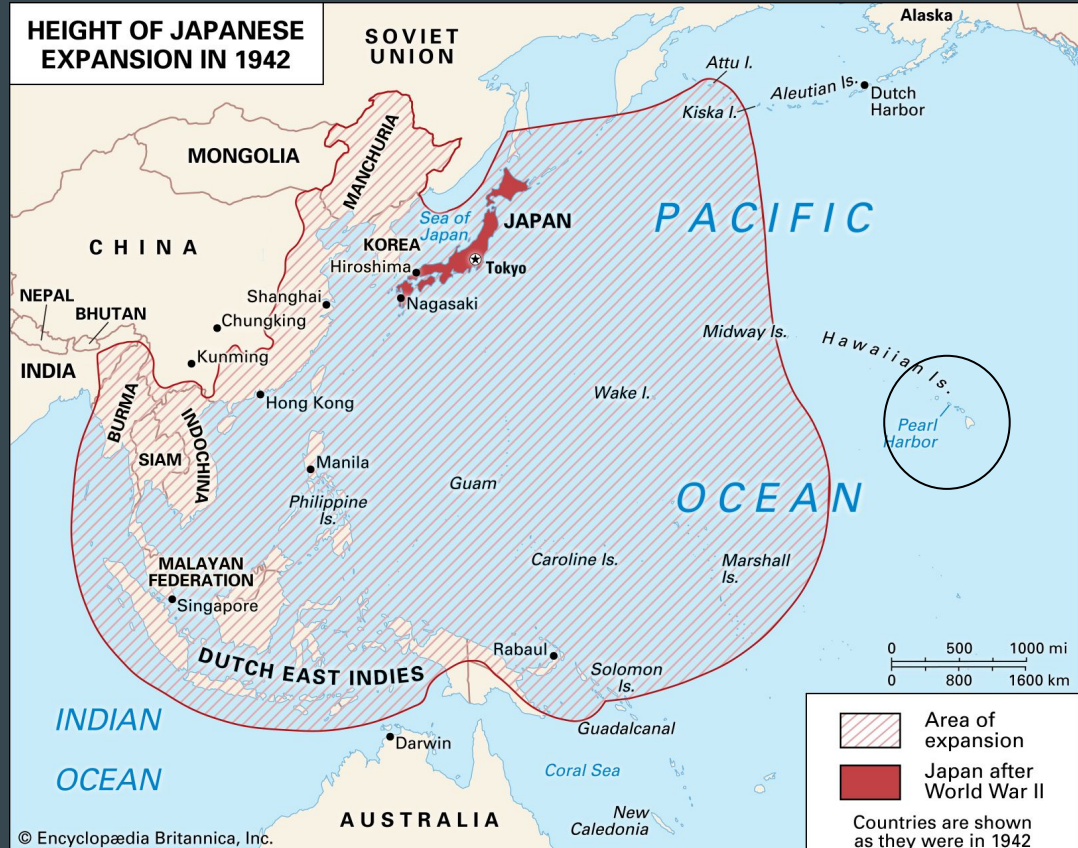 HEIGHT OF JAPANESE
EXPANSION IN 1942
SOVIET
UNION
Alaska
Attu I.
Aleutian Is.
Dutch
Harbor
Kiska I.
MONGOLIA
MANCHURIA
PACIFIC
Sea of
Japan
JAPAN
CHINA
KOREA
Hiroshima
Tokyo
NEPAL
Shanghai
Nagasaki
BHUTAN
Chungking
Midway Is.
Hawaiian Is.
Kunming
INDIA
Wake I.
BURMA
Hong Kong
INDOCHINA
Pearl
Harbor
SIAM
Manila
Guam
OCEAN
Philippine
Is.
Caroline Is.
Marshall
Is.
MALAYAN
FEDERATION
Singapore
Rabaul
0 500 1000 mi
0 800 1600 km
DUTCH EAST INDIES
Solomon
Is.
INDIAN
OCEAN
Guadalcanal
Darwin
Coral Sea
AUSTRALIA
New
Caledonia
Area of
expansion
Japan after
World War II
Countries are shown
as they were in 1942
© Encyclopædia Britannica, Inc.